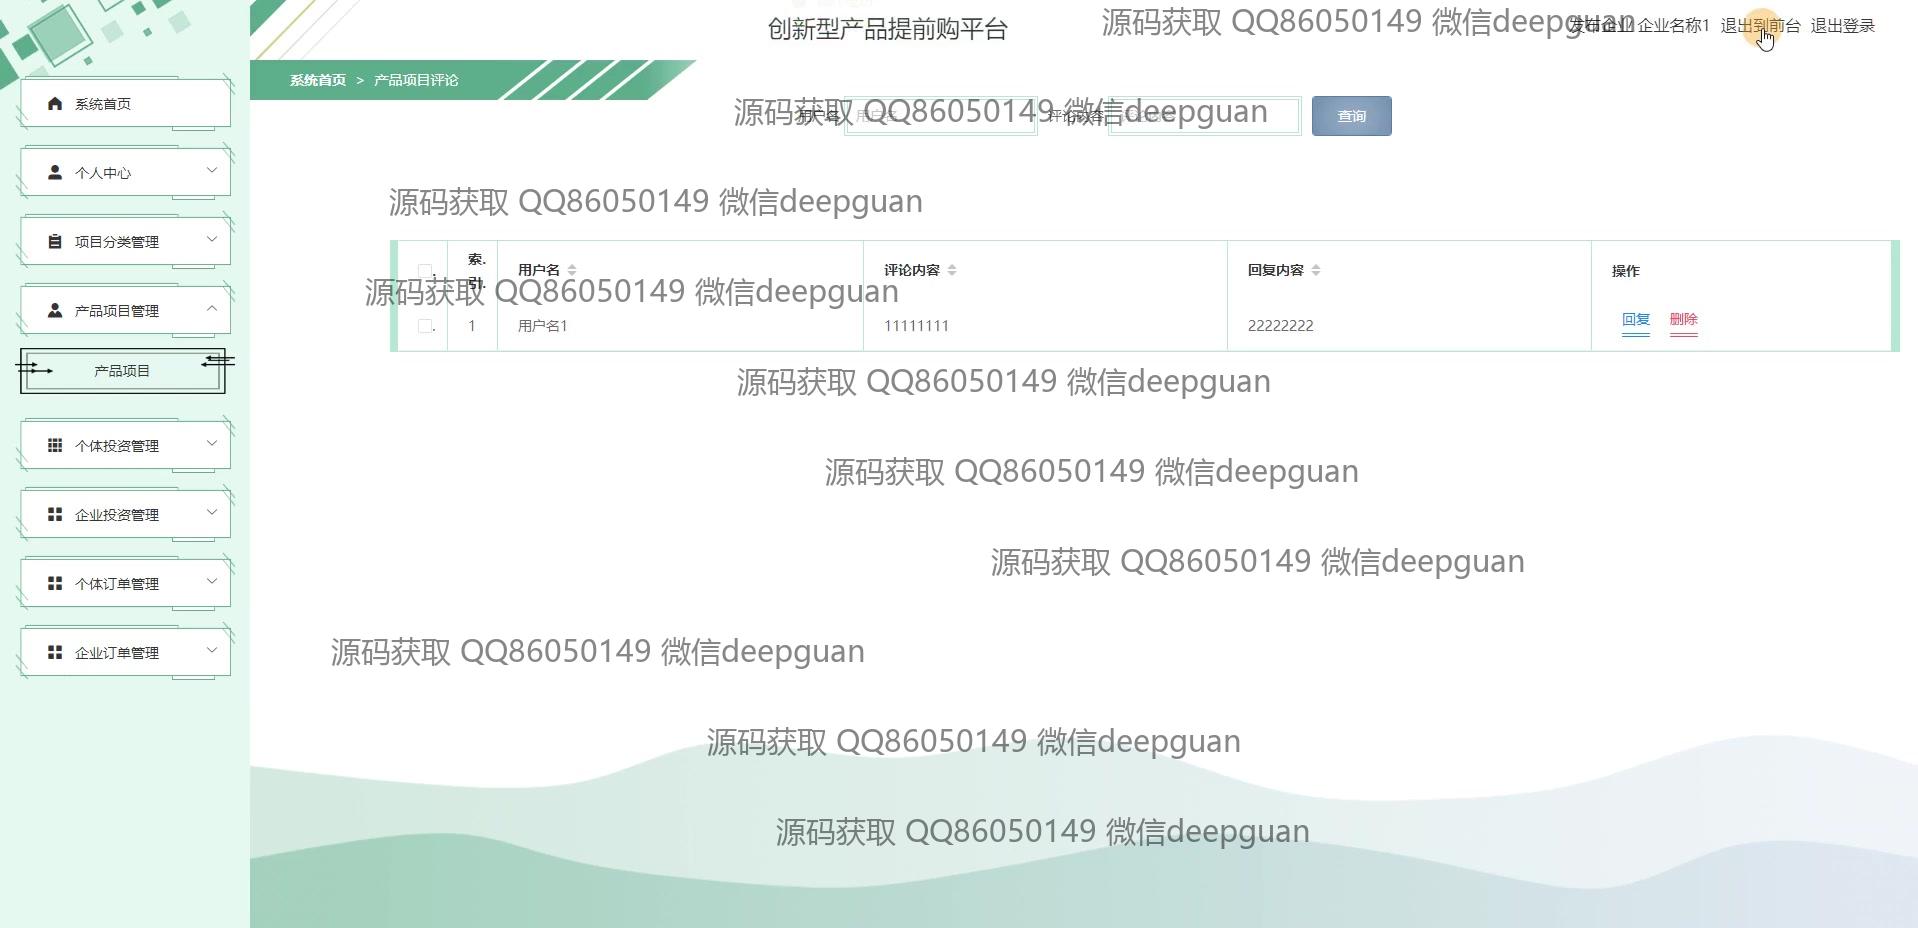 创新型产品提前购平台
源码获取 QQ86050149 微信deepguan
发布企业 企业名称1 退出到前台 退出登录
系统首页 > 产品项目评论
源码获取 QQ86050149 微信deepguan
用户名 用户名 评论内容 查询
系统首页
个人中心
项目分类管理
产品项目管理
产品项目
个体投资管理
企业投资管理
个体订单管理
企业订单管理
源码获取 QQ86050149 微信deepguan
索. 引. 用户名 评论内容 回复内容 操作
源码获取 QQ86050149 微信deepguan
1 用户名1 11111111 22222222 回复 删除
源码获取 QQ86050149 微信deepguan
源码获取 QQ86050149 微信deepguan
源码获取 QQ86050149 微信deepguan
源码获取 QQ86050149 微信deepguan
源码获取 QQ86050149 微信deepguan
源码获取 QQ86050149 微信deepguan